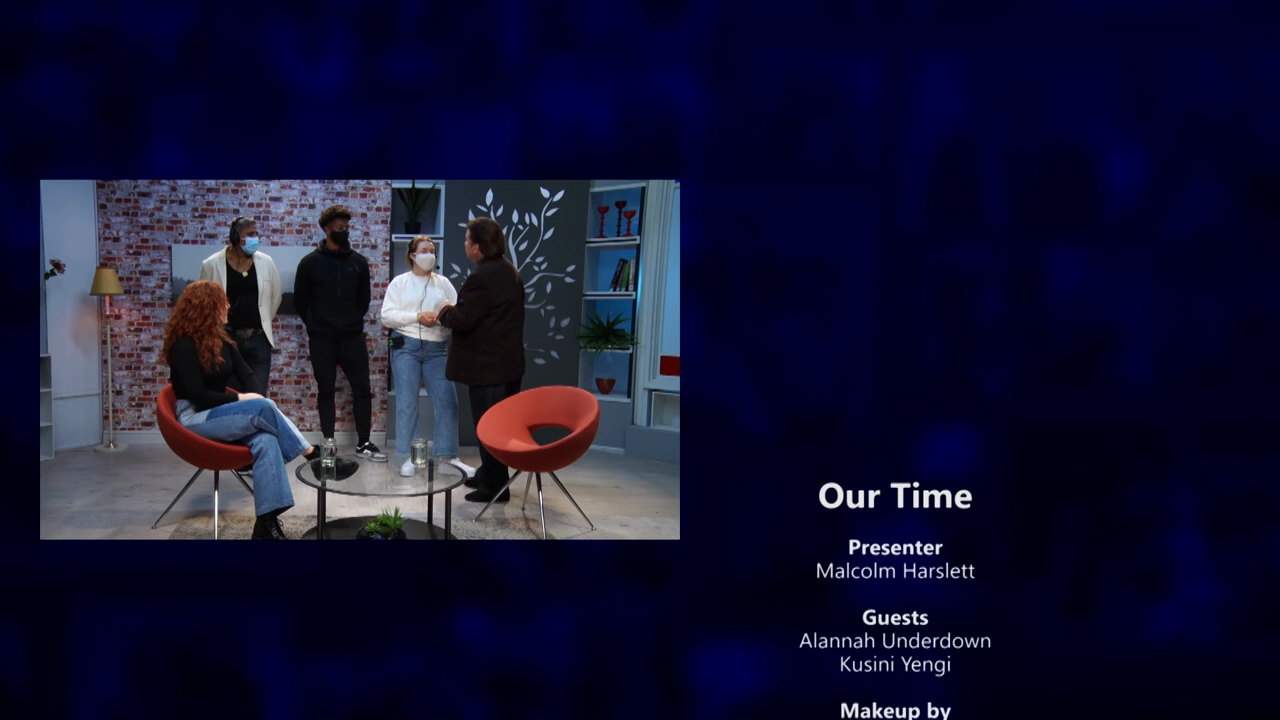 Our Time
Presenter
Malcolm Harslett
Guests
Alannah Underdown
Kusini Yengi
Makeup by